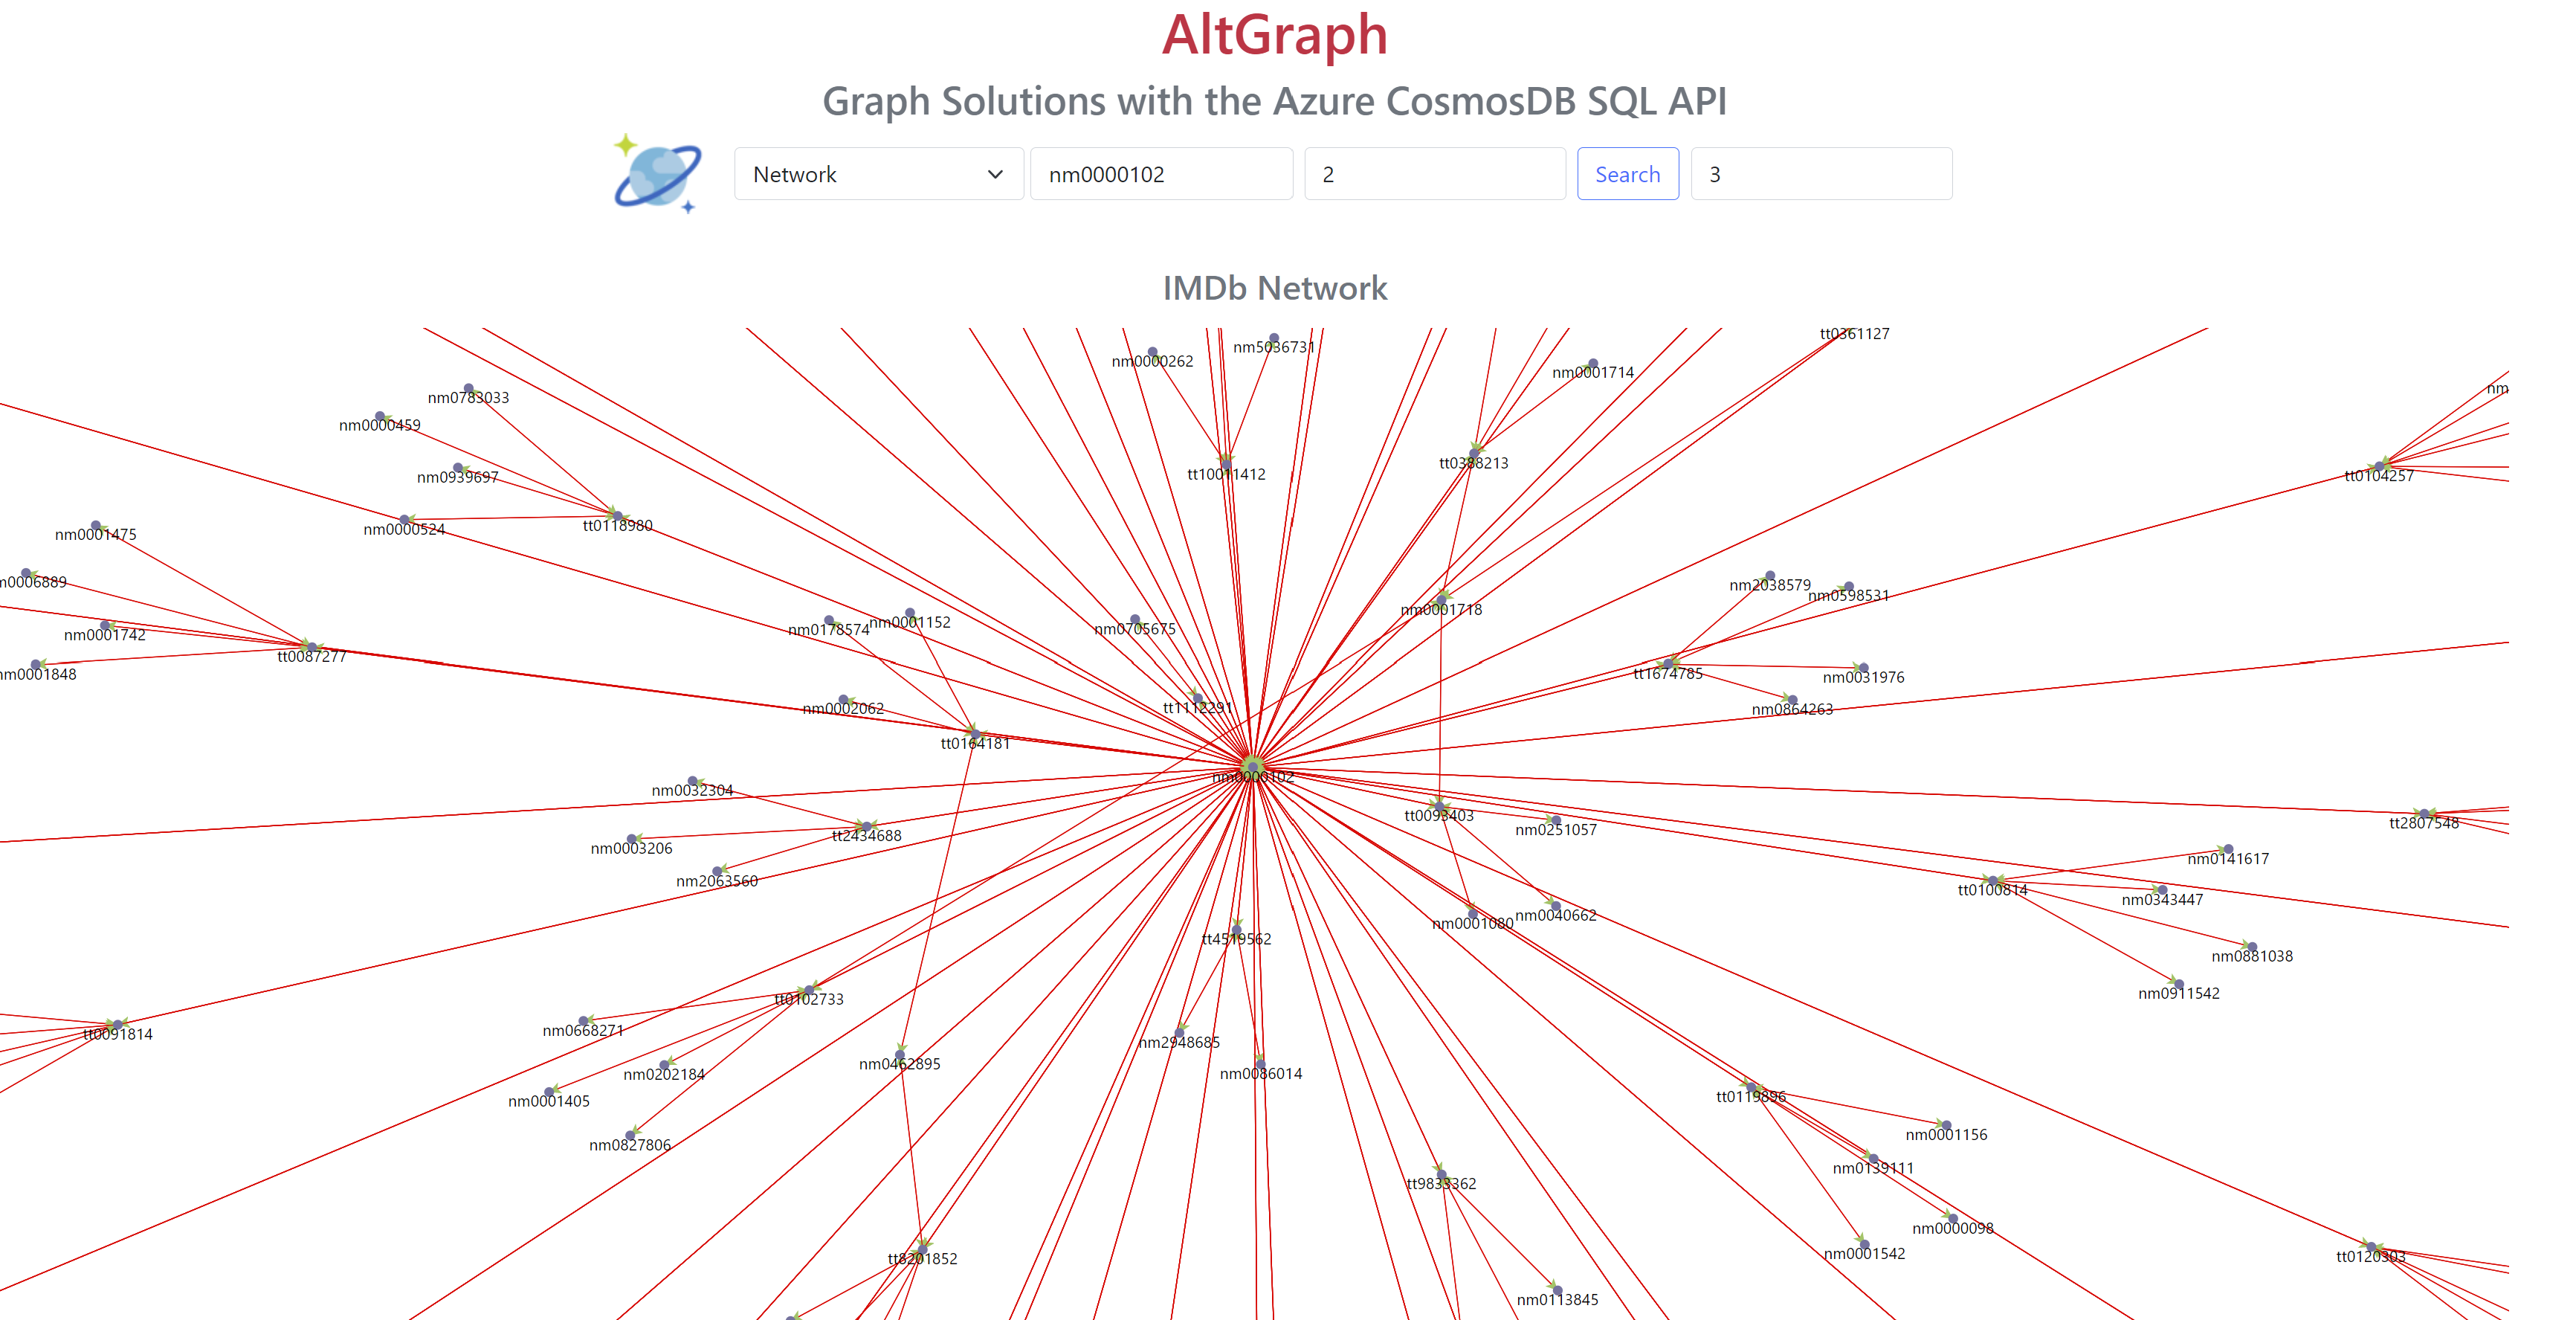 AltGraph
Graph Solutions with the Azure CosmosDB SQL API
Network nm0000102 2 Search 3
IMDb Network
tt0361127
nm5036731
nm0000262
nm0001714
nm
nm0783033
nm0000459
tt0388213
nm0939697
tt10011412
tt0104257
nm0000524
tt0118980
nm0001475
nm0006889
nm2038579
nm0598531
nm0001718
nm0178574
nm0001152
nm0705675
nm0001742
tt0087277
nm0001848
tt1674785
nm0031976
nm0002062
tt1112291
nm0864263
tt0164181
nm0000102
nm0032304
tt0093403
nm0251057
tt2807548
tt2434688
nm0003206
nm0141617
nm2063560
tt0100814
nm0343447
nm0001080
nm0040662
tt4519562
nm0881038
nm0911542
tt0102733
nm0668271
tt0091814
nm2948685
nm0462895
nm0202184
nm0086014
nm0001405
tt0119896
nm0001156
nm0827806
nm0139111
tt9833362
nm0000098
nm0001542
tt8201852
tt0120303
nm0113845